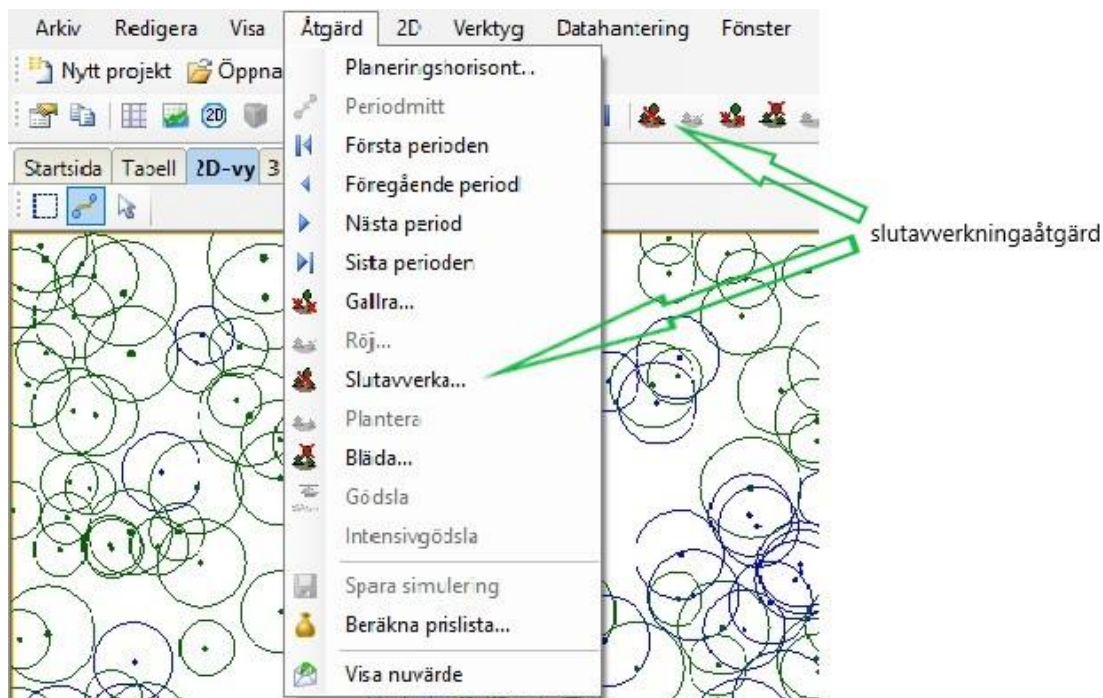 Arkiv Redigera Visa Åtgärd 2D Verktyg Datahantering Fönster
Nytt projekt Öppna
2D
Startsida Tabell 2D-vy 3
Planeringshorisont...
Periodmitt
Första perioden
Föregående period
Nästa period
Sista perioden
Gallra...
Röj...
Slutavverka...
Plantera
Bläda...
Gödsla
Intensivgödsla
Spara simulering
Beräkna prislista...
Visa nuvärde
slutavverkningaåtgärd